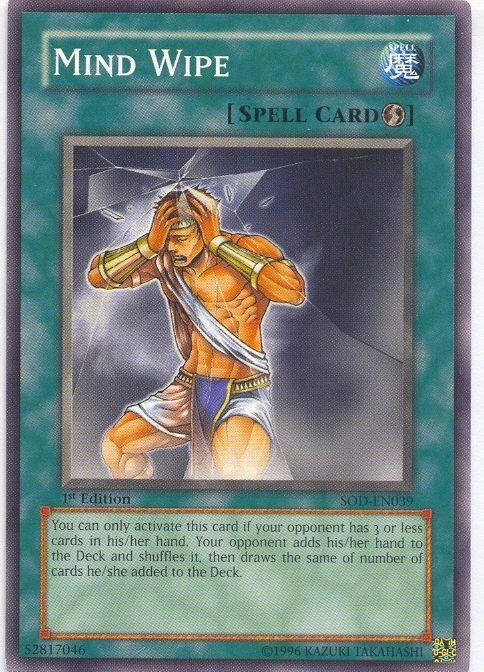 MIND WIPE
SPELL
魔
[SPELL CARD]
1st Edition
SOD-EN039
You can only activate this card if your opponent has 3 or less
cards in his/her hand. Your opponent adds his/her hand to
the Deck and shuffles it, then draws the same of number of
cards he/she added to the Deck.
52817046
©1996 KAZUKI TAKAHASHI